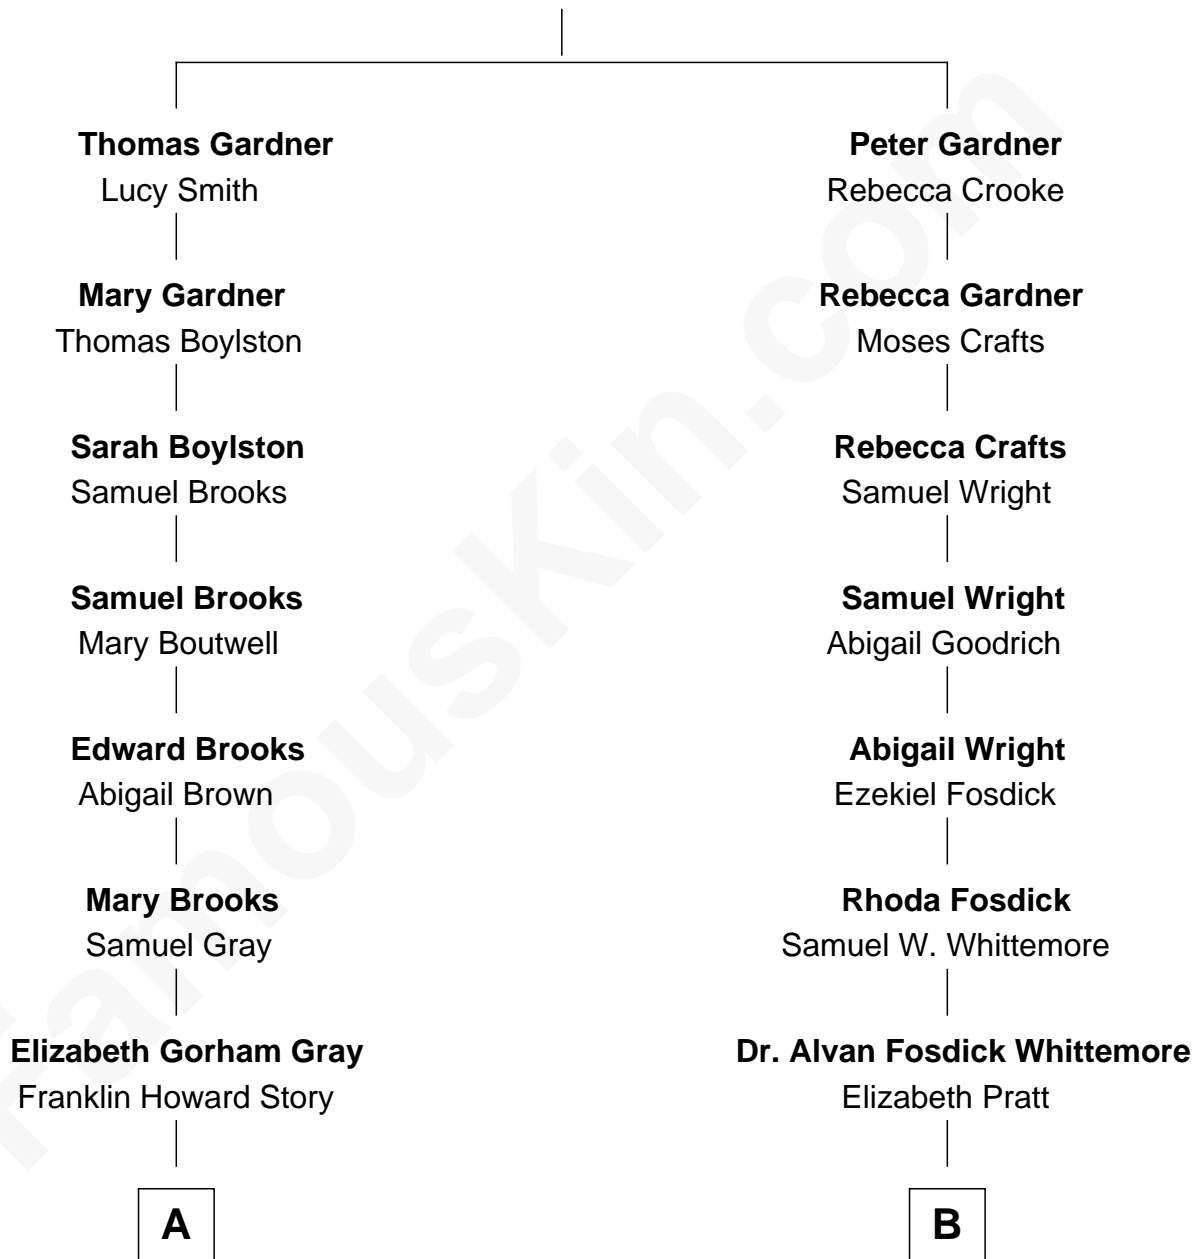 Thomas Gardner
Lucy Smith
Mary Gardner
Thomas Boylston
Sarah Boylston
Samuel Brooks
Samuel Brooks
Mary Boutwell
Edward Brooks
Abigail Brown
Mary Brooks
Samuel Gray
Elizabeth Gorham Gray
Franklin Howard Story
A
Peter Gardner
Rebecca Crooke
Rebecca Gardner
Moses Crafts
Rebecca Crafts
Samuel Wright
Samuel Wright
Abigail Goodrich
Abigail Wright
Ezekiel Fosdick
Rhoda Fosdick
Samuel W. Whittemore
Dr. Alvan Fosdick Whittemore
Elizabeth Pratt
B
FamousKin.com